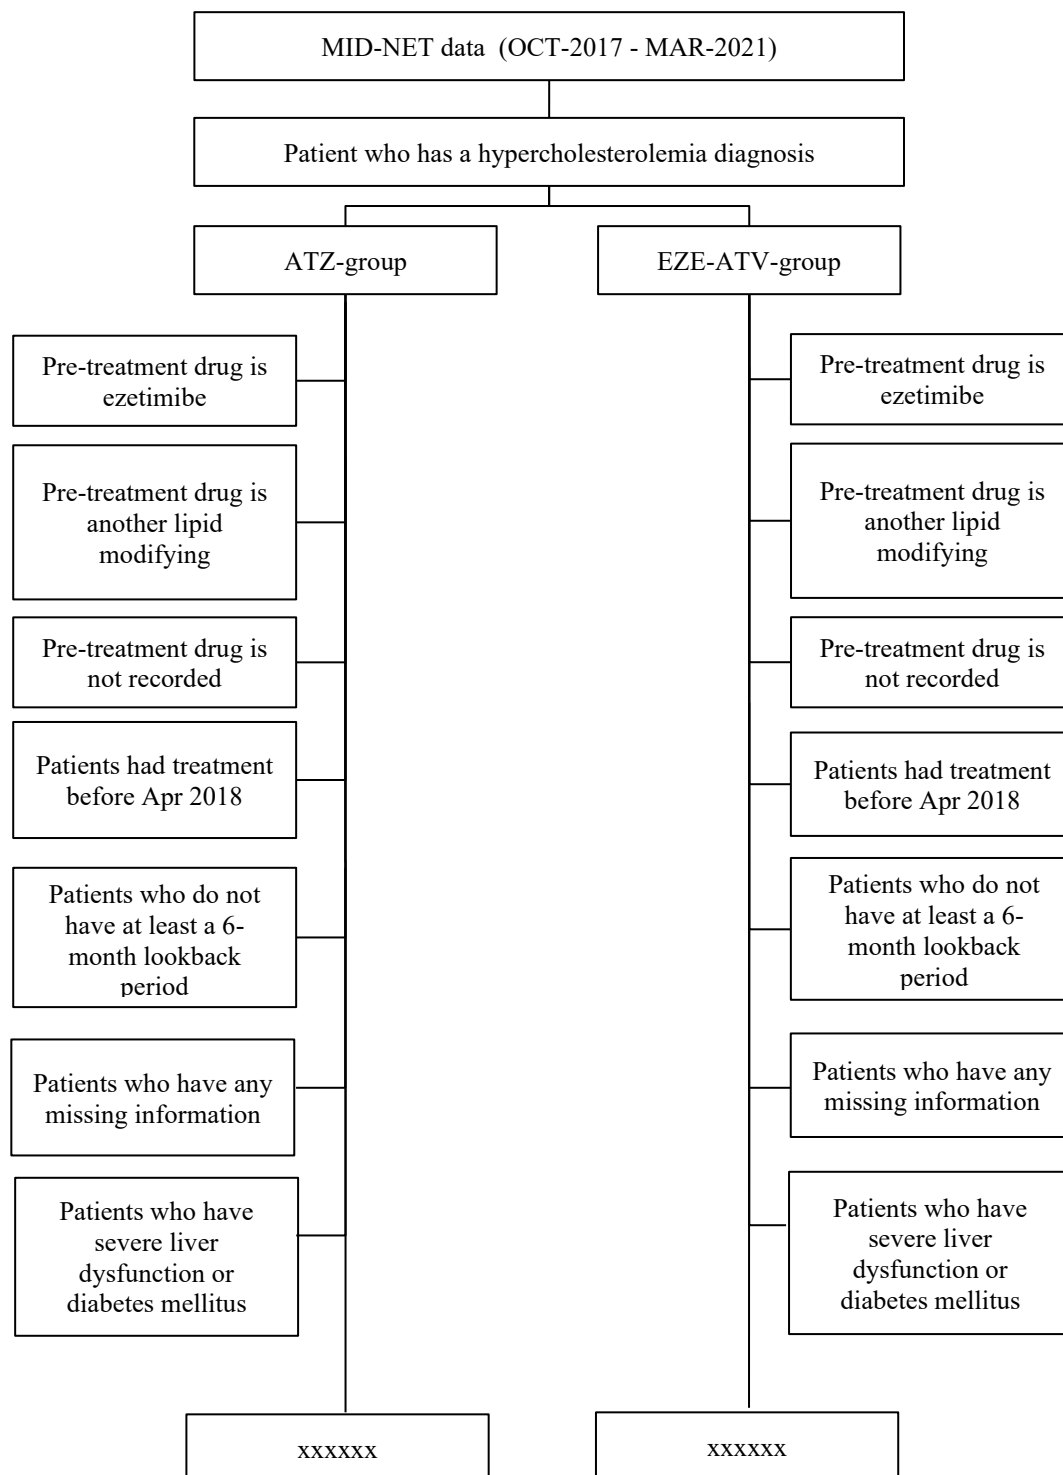 MID-NET data (OCT-2017 - MAR-2021)
Patient who has a hypercholesterolemia diagnosis
ATZ-group
EZE-ATV-group
Pre-treatment drug is
ezetimibe
Pre-treatment drug is
ezetimibe
Pre-treatment drug is
another lipid
modifying
Pre-treatment drug is
another lipid
modifying
Pre-treatment drug is
not recorded
Pre-treatment drug is
not recorded
Patients had treatment
before Apr 2018
Patients had treatment
before Apr 2018
Patients who do not
have at least a 6-
month lookback
period
Patients who do not
have at least a 6-
month lookback
period
Patients who have any
missing information
Patients who have any
missing information
Patients who have
severe liver
dysfunction or
diabetes mellitus
Patients who have
severe liver
dysfunction or
diabetes mellitus
xxxxxx
xxxxxx